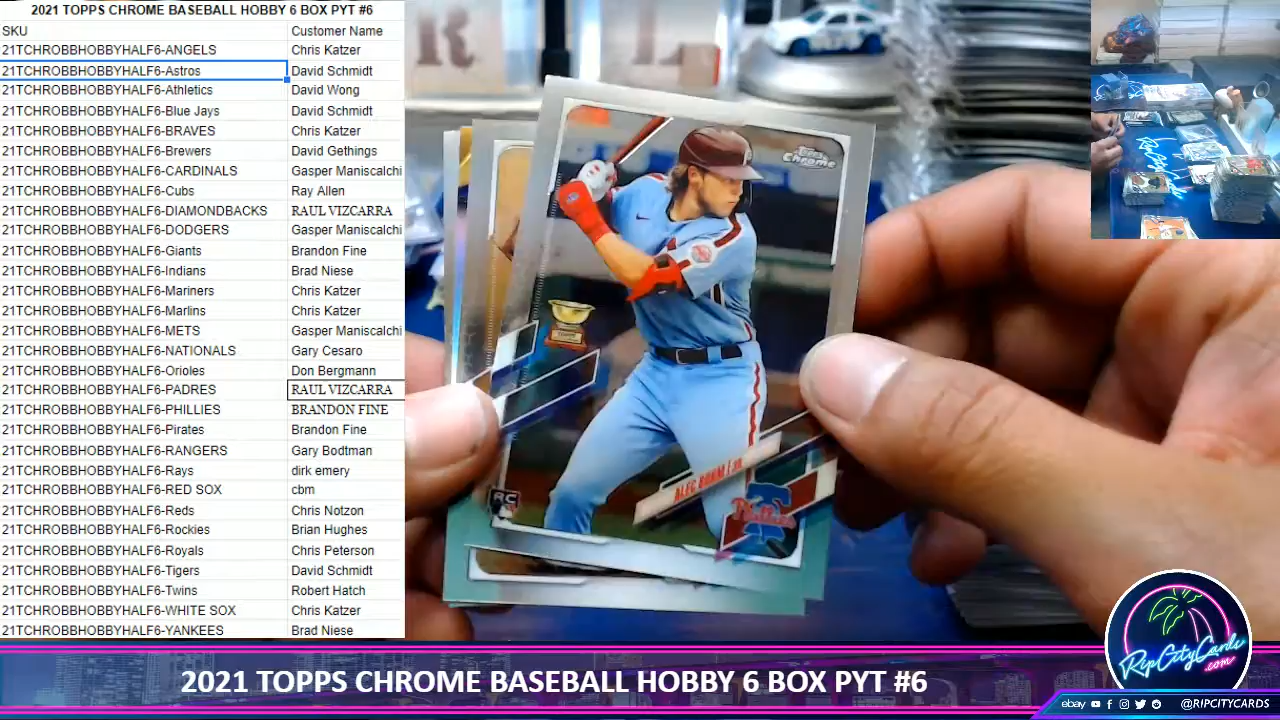 2021 TOPPS CHROME BASEBALL HOBBY 6 BOX PYT #6
SKU Customer Name
21TCHROBBHOBBYHALF6-ANGELS Chris Katzer
21TCHROBBHOBBYHALF6-Astros David Schmidt
21TCHROBBHOBBYHALF6-Athletics David Wong
21TCHROBBHOBBYHALF6-Blue Jays David Schmidt
21TCHROBBHOBBYHALF6-BRAVES Chris Katzer
21TCHROBBHOBBYHALF6-Brewers David Gethings
21TCHROBBHOBBYHALF6-CARDINALS Gasper Maniscalchi
21TCHROBBHOBBYHALF6-Cubs Ray Allen
21TCHROBBHOBBYHALF6-DIAMONDBACKS RAUL VIZCARRA
21TCHROBBHOBBYHALF6-DODGERS Gasper Maniscalchi
21TCHROBBHOBBYHALF6-Giants Brandon Fine
21TCHROBBHOBBYHALF6-Indians Brad Niese
21TCHROBBHOBBYHALF6-Mariners Chris Katzer
21TCHROBBHOBBYHALF6-Marlins Chris Katzer
21TCHROBBHOBBYHALF6-METS Gasper Maniscalchi
21TCHROBBHOBBYHALF6-NATIONALS Gary Cesaro
21TCHROBBHOBBYHALF6-Orioles Don Bergmann
21TCHROBBHOBBYHALF6-PADRES RAUL VIZCARRA
21TCHROBBHOBBYHALF6-PHILLIES BRANDON FINE
21TCHROBBHOBBYHALF6-Pirates Brandon Fine
21TCHROBBHOBBYHALF6-RANGERS Gary Bodtman
21TCHROBBHOBBYHALF6-Rays dirk emery
21TCHROBBHOBBYHALF6-RED SOX cbm
21TCHROBBHOBBYHALF6-Reds Chris Notzon
21TCHROBBHOBBYHALF6-Rockies Brian Hughes
21TCHROBBHOBBYHALF6-Royals Chris Peterson
21TCHROBBHOBBYHALF6-Tigers David Schmidt
21TCHROBBHOBBYHALF6-Twins Robert Hatch
21TCHROBBHOBBYHALF6-WHITE SOX Chris Katzer
21TCHROBBHOBBYHALF6-YANKEES Brad Niese
Topps
Chrome
RC
ALEC BOHM | 3B
Phillies
RipCityCards
.com
2021 TOPPS CHROME BASEBALL HOBBY 6 BOX PYT #6
ebay @RIPCITYCARDS